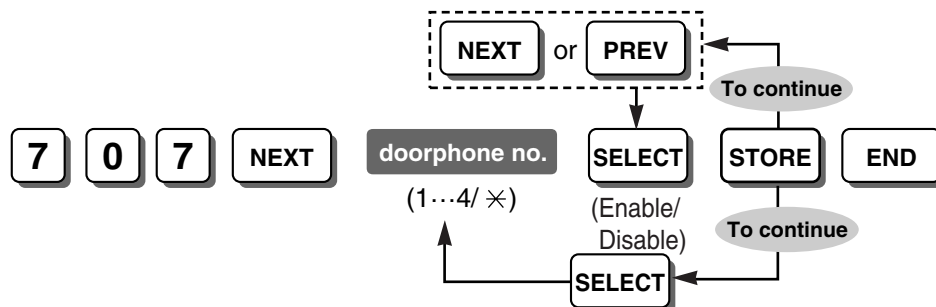 NEXT or PREV
To continue
7 0 7 NEXT doorphone no. SELECT STORE END
(1···4/ ✳)
(Enable/
Disable)
To continue
SELECT